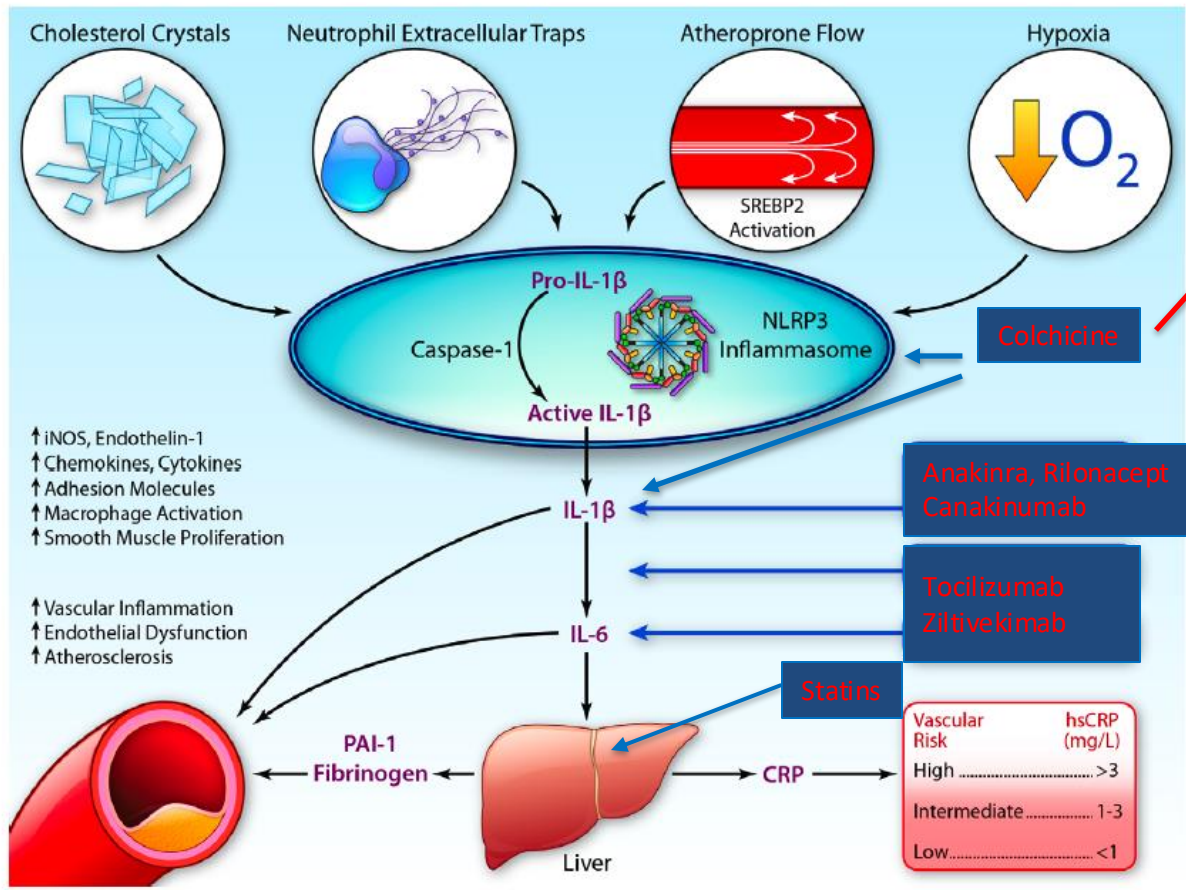 Cholesterol Crystals
Neutrophil Extracellular Traps
Atheroprone Flow
Hypoxia
O2
SREBP2
Activation
Pro-IL-1β
Caspase-1
NLRP3
Inflammasome
Active IL-1β
Colchicine
iNOS, Endothelin-1
Chemokines, Cytokines
Adhesion Molecules
Macrophage Activation
Smooth Muscle Proliferation
Anakinra, Rilonacept
Canakinumab
IL-1β
Tocilizumab
Ziltivekimab
Vascular Inflammation
Endothelial Dysfunction
Atherosclerosis
IL-6
Statins
PAI-1
Fibrinogen
CRP
Liver
Vascular hsCRP
Risk (mg/L)
High ........................ >3
Intermediate ............ 1-3
Low ........................ <1